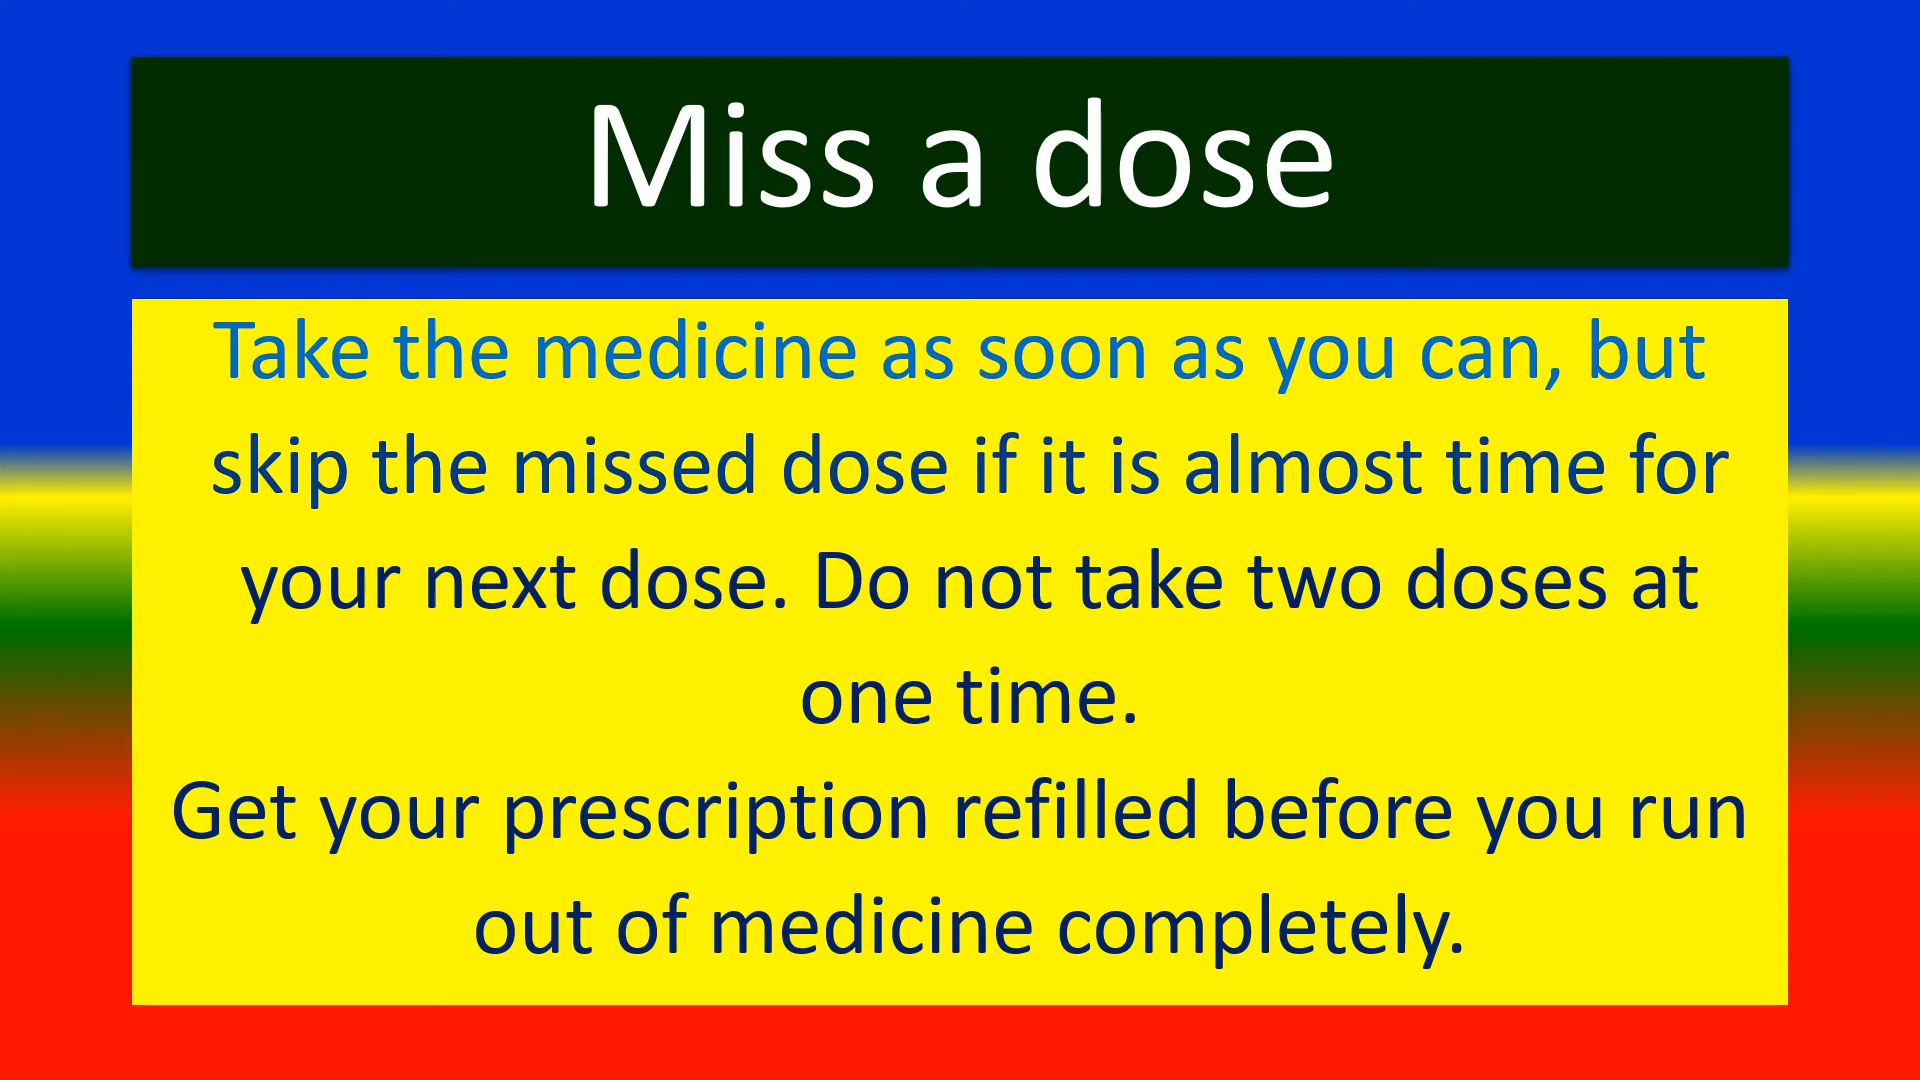 Miss a dose
Take the medicine as soon as you can, but
skip the missed dose if it is almost time for
your next dose. Do not take two doses at
one time.
Get your prescription refilled before you run
out of medicine completely.